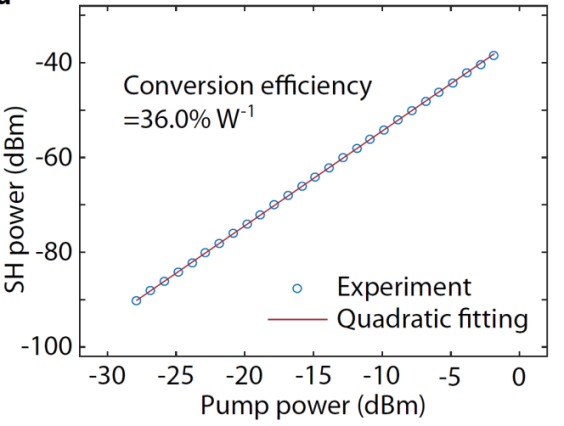 Conversion efficiency
=36.0% W⁻¹
SH power (dBm)
-40
-60
-80
-100
Experiment
Quadratic fitting
-30 -25 -20 -15 -10 -5 0
Pump power (dBm)